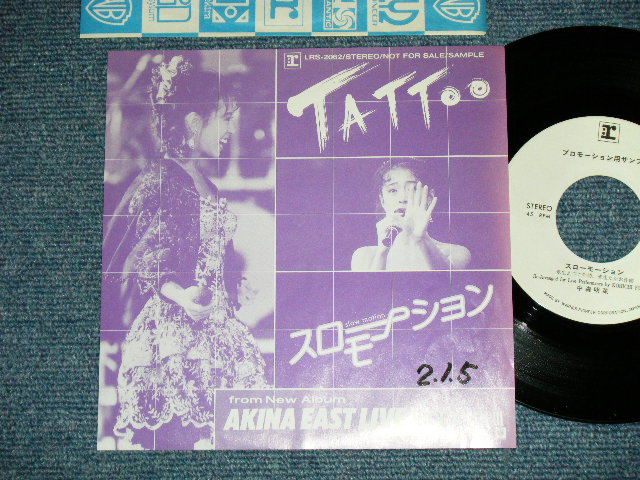 LRS-2062/STEREO/NOT FOR SALE/SAMPLE
TATTOO
slow motion
スローモーション
2.1.5
from New Album
AKINA EAST LIVE
プロモーション用サンプ
STEREO
45 RPM
スローモーション
中森明菜